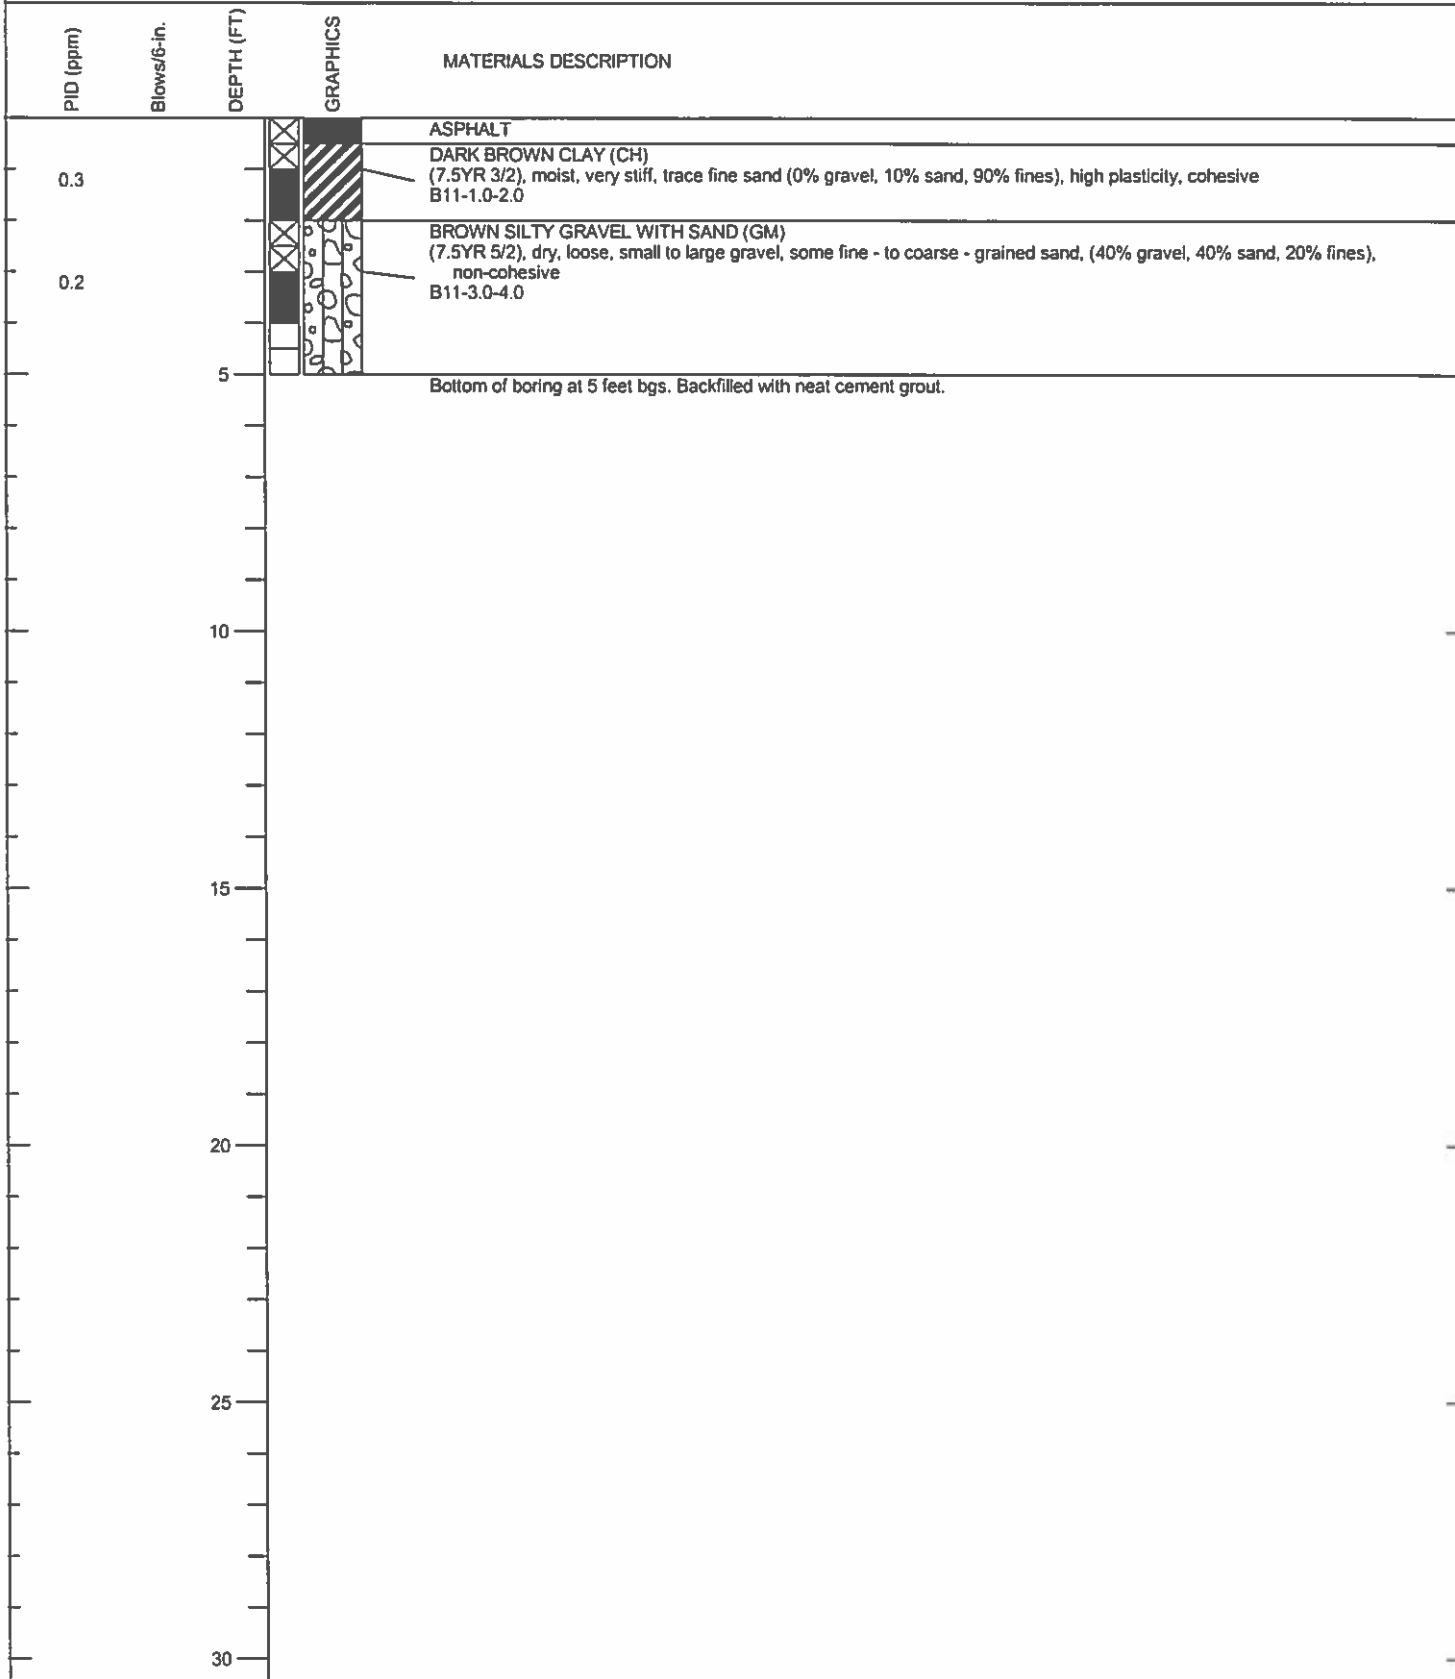 PID (ppm)
Blows/6-in.
DEPTH (FT)
GRAPHICS
MATERIALS DESCRIPTION
ASPHALT
DARK BROWN CLAY (CH)
0.3
(7.5YR 3/2), moist, very stiff, trace fine sand (0% gravel, 10% sand, 90% fines), high plasticity, cohesive
B11-1.0-2.0
BROWN SILTY GRAVEL WITH SAND (GM)
(7.5YR 5/2), dry, loose, small to large gravel, some fine - to coarse - grained sand, (40% gravel, 40% sand, 20% fines),
non-cohesive
0.2
B11-3.0-4.0
5
Bottom of boring at 5 feet bgs. Backfilled with neat cement grout.
10
15
20
25
30